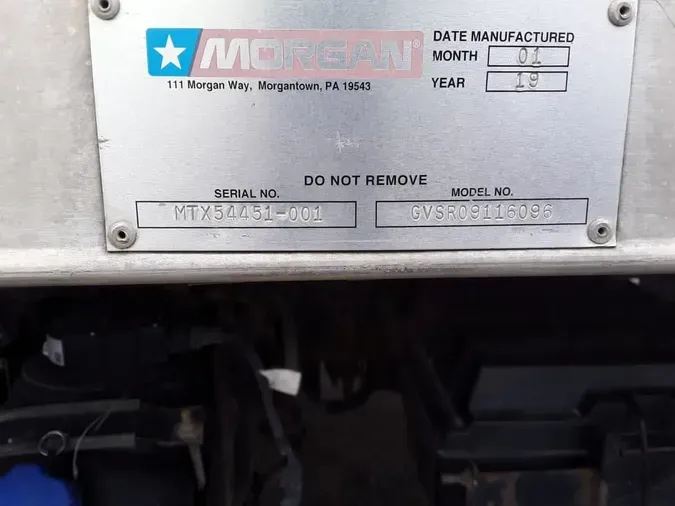 MORGAN®
111 Morgan Way, Morgantown, PA 19543
DATE MANUFACTURED
MONTH 01
YEAR 19
DO NOT REMOVE
SERIAL NO. MODEL NO.
MTX54451-001 GVSR09116096